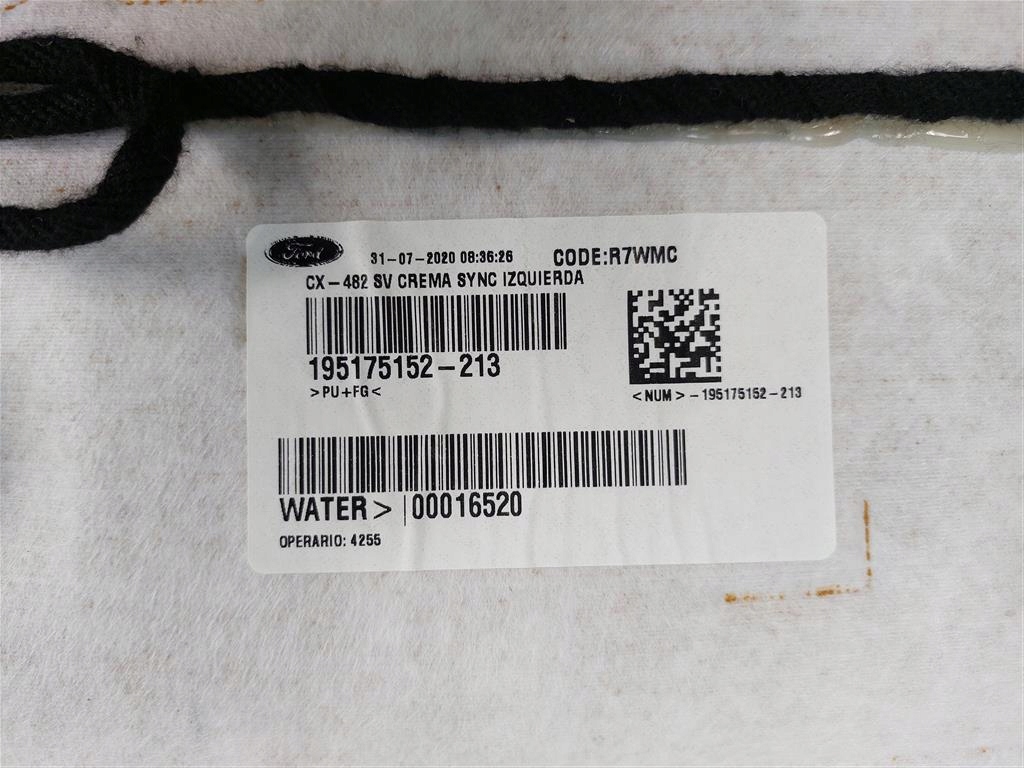 Ford
31-07-2020 08:36:26
CODE:R7WMC
CX-482 SV CREMA SYNC IZQUIERDA
195175152-213
>PU+FG<
<NUM>-195175152-213
WATER> |00016520
OPERARIO: 4255